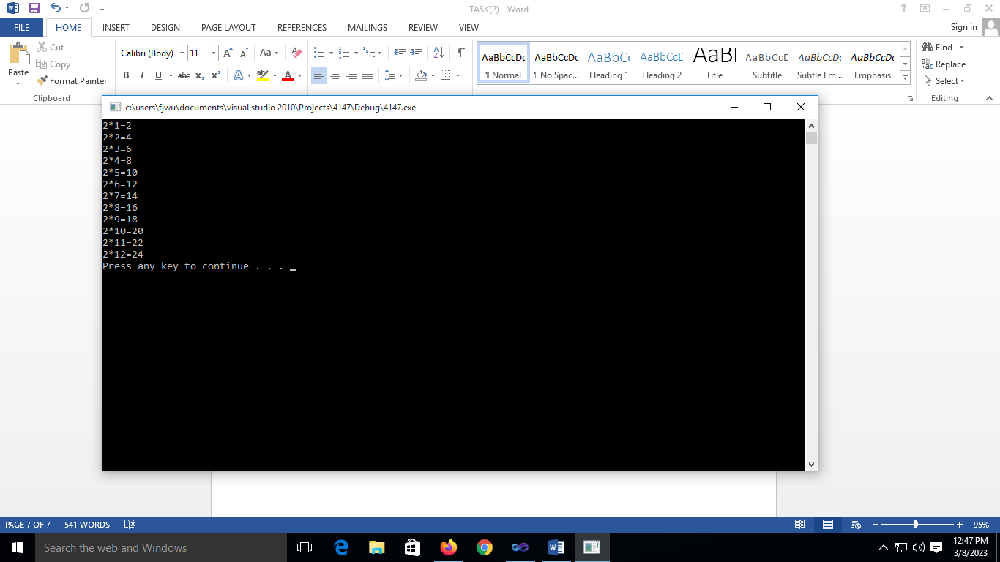 TASK(2) - Word
FILE HOME INSERT DESIGN PAGE LAYOUT REFERENCES MAILINGS REVIEW VIEW Sign in
Paste
Cut
Copy
Format Painter
Clipboard
Calibri (Body) 11
B I U abc x₂ x² A ab A
AaBbCcDc AaBbCcDc AaBbCc AaBbCcD AaBl AaBbCcD AaBbCcDc AaBbCcDc
¶ Normal ¶ No Spac... Heading 1 Heading 2 Title Subtitle Subtle Em... Emphasis
Find
Replace
Select
Editing
c:\users\fjwu\documents\visual studio 2010\Projects\4147\Debug\4147.exe
2*1=2
2*2=4
2*3=6
2*4=8
2*5=10
2*6=12
2*7=14
2*8=16
2*9=18
2*10=20
2*11=22
2*12=24
Press any key to continue . . .
PAGE 7 OF 7 541 WORDS 95%
Search the web and Windows
12:47 PM
3/8/2023